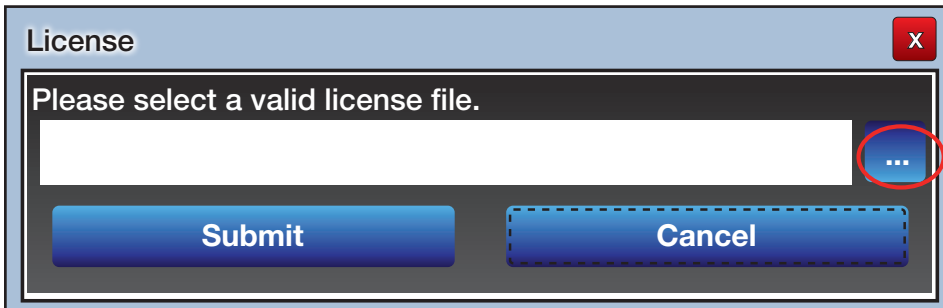 License
X
Please select a valid license file.
...
Submit Cancel